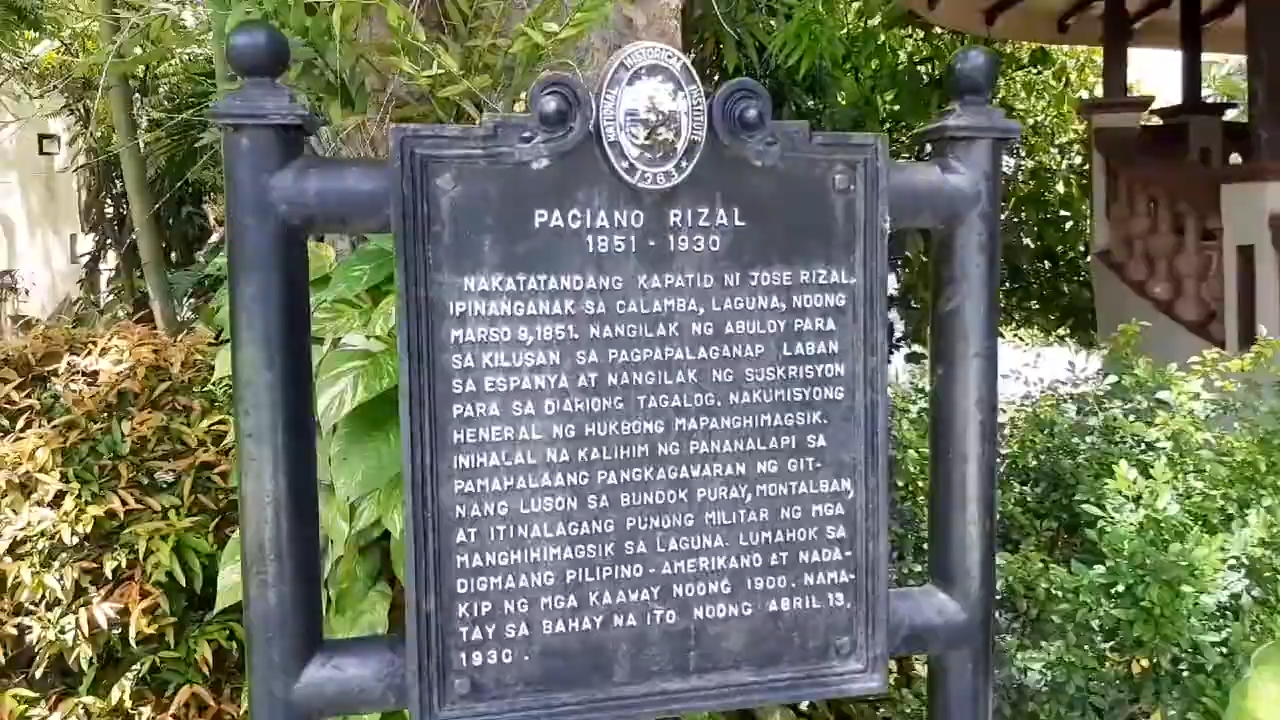 NATIONAL HISTORICAL INSTITUTE
PACIANO RIZAL
1851 - 1930
NAKATATANDANG KAPATID NI JOSE RIZAL.
IPINANGANAK SA CALAMBA, LAGUNA, NOONG
MARSO 9, 1851. NANGILAK NG ABULOY PARA
SA KILUSAN SA PAGPAPALAGANAP LABAN
SA ESPANYA AT NANGILAK NG SUSKRISYON
PARA SA DIARIONG TAGALOG. NAKUMISYONG
HENERAL NG HUKBONG MAPANGHIMAGSIK.
INIHALAL NA KALIHIM NG PANANALAPI SA
PAMAHALAANG PANGKAGAWARAN NG GIT-
NANG LUSON SA BUNDOK PURAY, MONTALBAN,
AT ITINALAGANG PUNONG MILITAR NG MGA
MANGHIHIMAGSIK SA LAGUNA. LUMAHOK SA
DIGMAANG PILIPINO - AMERIKANO AT NADA-
KIP NG MGA KAAWAY NOONG 1900. NAMA-
TAY SA BAHAY NA ITO NOONG ABRIL 13,
1930.